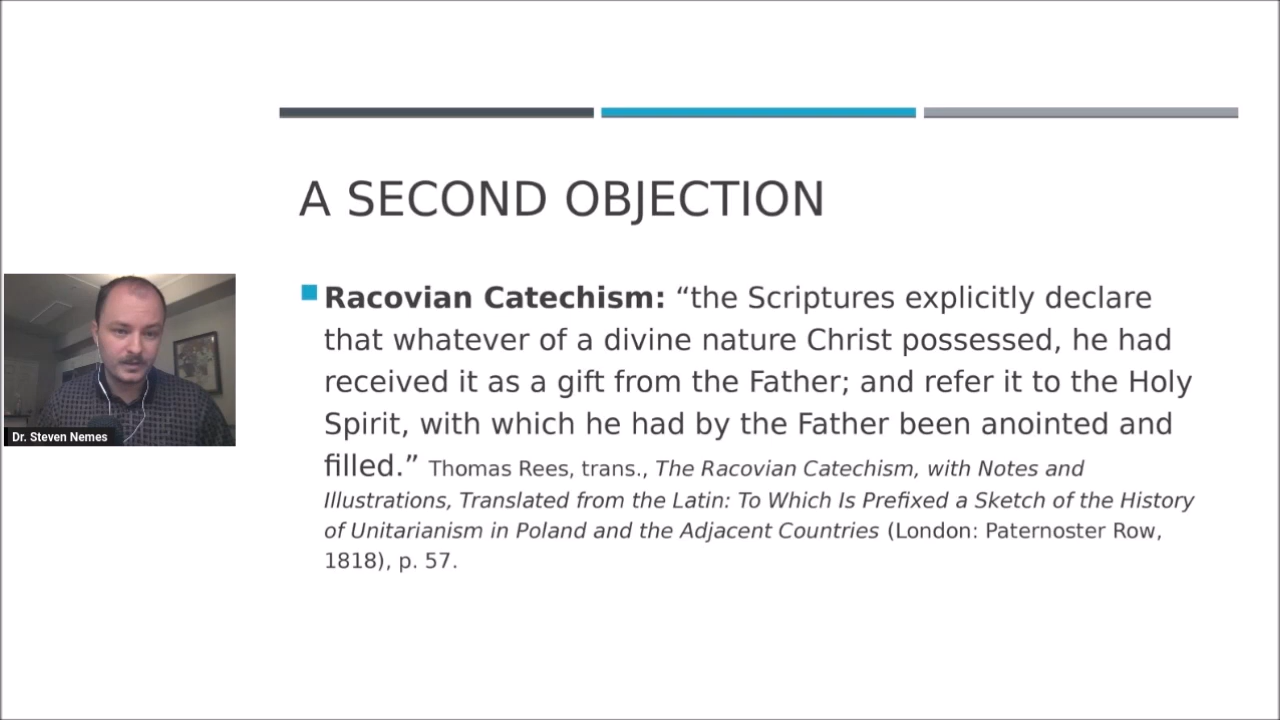 A SECOND OBJECTION
Racovian Catechism: “the Scriptures explicitly declare
that whatever of a divine nature Christ possessed, he had
received it as a gift from the Father; and refer it to the Holy
Spirit, with which he had by the Father been anointed and
filled.” Thomas Rees, trans., The Racovian Catechism, with Notes and
Illustrations, Translated from the Latin: To Which Is Prefixed a Sketch of the History
of Unitarianism in Poland and the Adjacent Countries (London: Paternoster Row,
1818), p. 57.
Dr. Steven Nemes